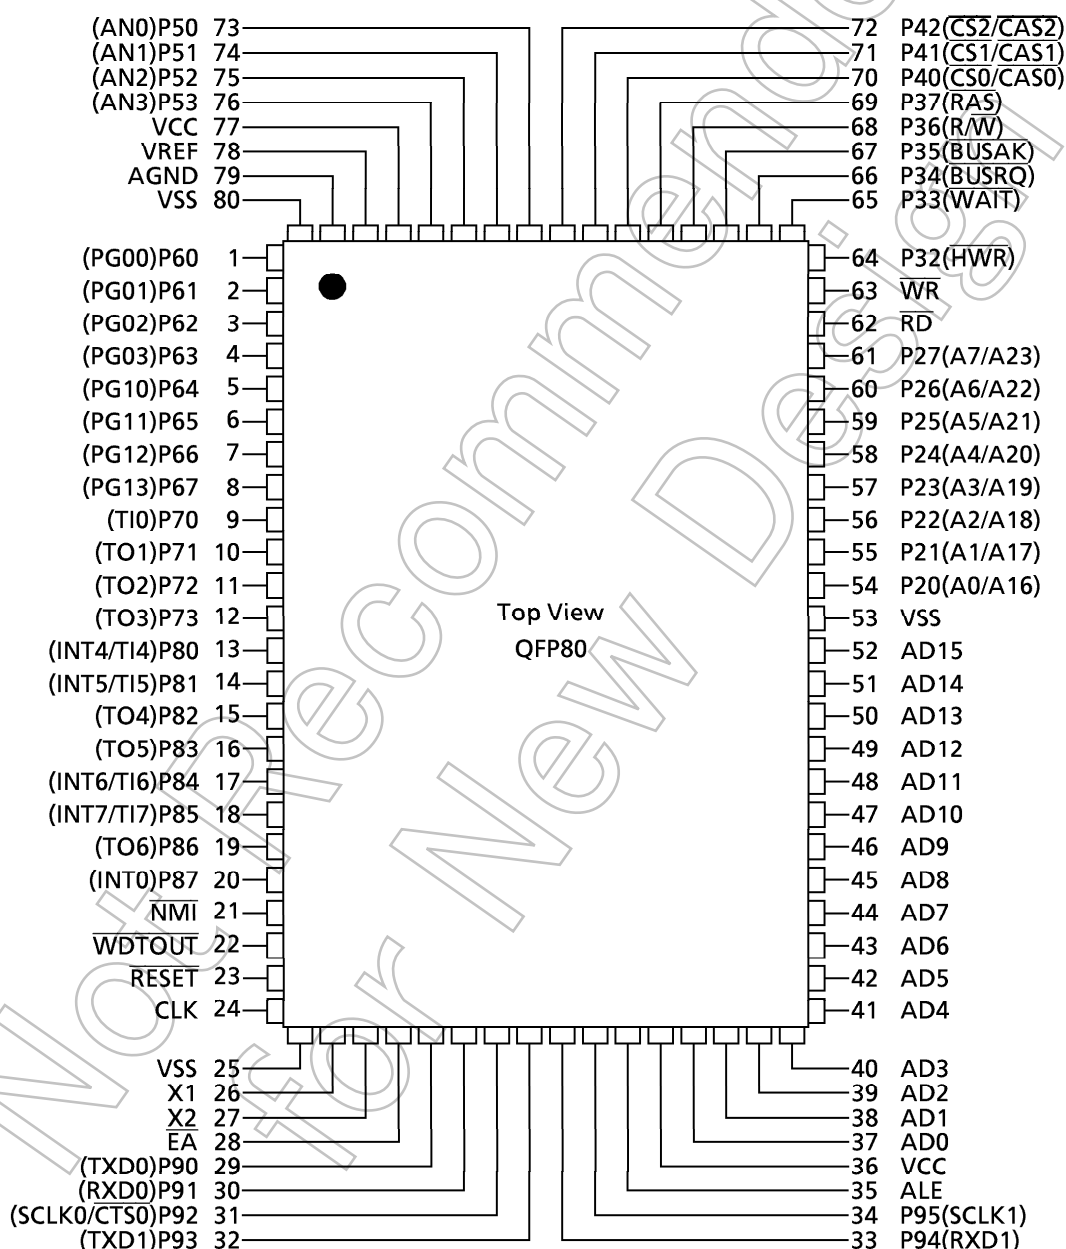 (AN0)P50 73
(AN1)P51 74
(AN2)P52 75
(AN3)P53 76
VCC 77
VREF 78
AGND 79
VSS 80
72 P42(CS2/CAS2)
71 P41(CS1/CAS1)
70 P40(CS0/CAS0)
69 P37(RAS)
68 P36(R/W)
67 P35(BUSAK)
66 P34(BUSRQ)
65 P33(WAIT)
(PG00)P60 1
(PG01)P61 2
(PG02)P62 3
(PG03)P63 4
(PG10)P64 5
(PG11)P65 6
(PG12)P66 7
(PG13)P67 8
(TI0)P70 9
(TO1)P71 10
(TO2)P72 11
(TO3)P73 12
(INT4/TI4)P80 13
(INT5/TI5)P81 14
(TO4)P82 15
(TO5)P83 16
(INT6/TI6)P84 17
(INT7/TI7)P85 18
(TO6)P86 19
(INT0)P87 20
NMI 21
WDTOUT 22
RESET 23
CLK 24
Top View
QFP80
64 P32(HWR)
63 WR
62 RD
61 P27(A7/A23)
60 P26(A6/A22)
59 P25(A5/A21)
58 P24(A4/A20)
57 P23(A3/A19)
56 P22(A2/A18)
55 P21(A1/A17)
54 P20(A0/A16)
53 VSS
52 AD15
51 AD14
50 AD13
49 AD12
48 AD11
47 AD10
46 AD9
45 AD8
44 AD7
43 AD6
42 AD5
41 AD4
VSS 25
X1 26
X2 27
EA 28
(TXD0)P90 29
(RXD0)P91 30
(SCLK0/CTS0)P92 31
(TXD1)P93 32
40 AD3
39 AD2
38 AD1
37 AD0
36 VCC
35 ALE
34 P95(SCLK1)
33 P94(RXD1)
Not Recommende
for New Design